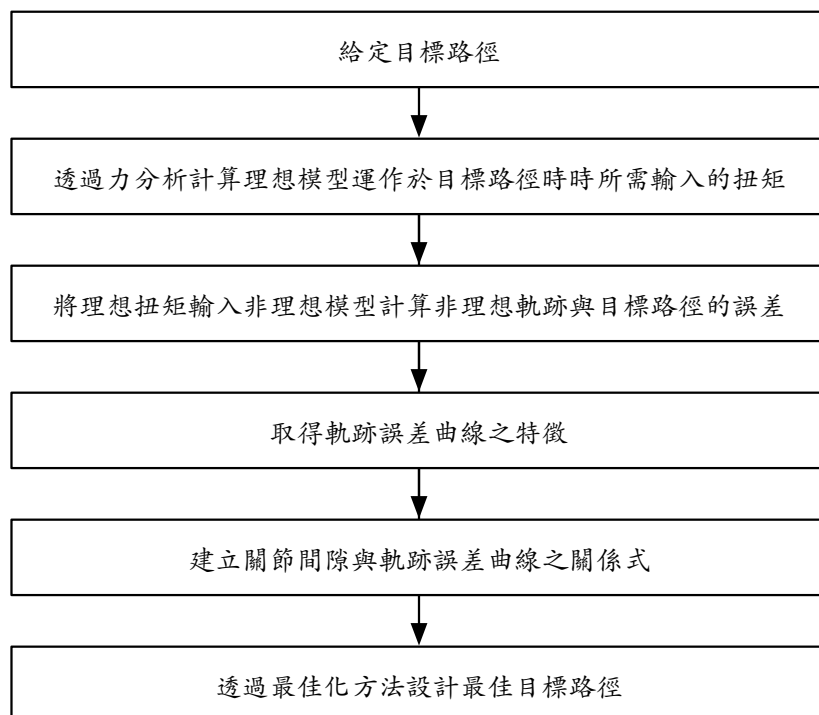 給定目標路徑
透過力分析計算理想模型運作於目標路徑時時所需輸入的扭矩
將理想扭矩輸入非理想模型計算非理想軌跡與目標路徑的誤差
取得軌跡誤差曲線之特徵
建立關節間隙與軌跡誤差曲線之關係式
透過最佳化方法設計最佳目標路徑